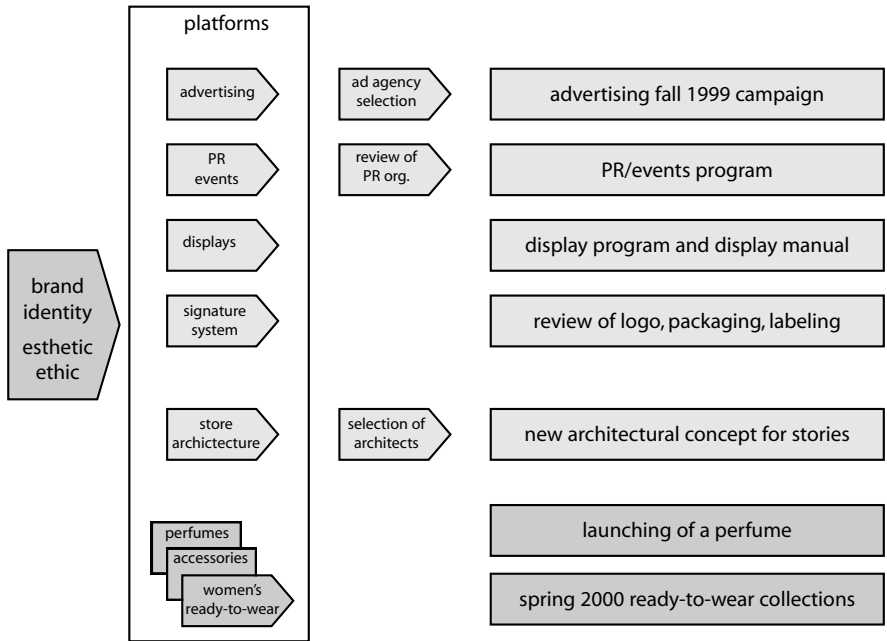 platforms
advertising
ad agency
selection
advertising fall 1999 campaign
PR
events
review of
PR org.
PR/events program
displays
display program and display manual
brand
identity
esthetic
ethic
signature
system
review of logo, packaging, labeling
store
archictecture
selection of
architects
new architectural concept for stories
perfumes
accessories
women's
ready-to-wear
launching of a perfume
spring 2000 ready-to-wear collections